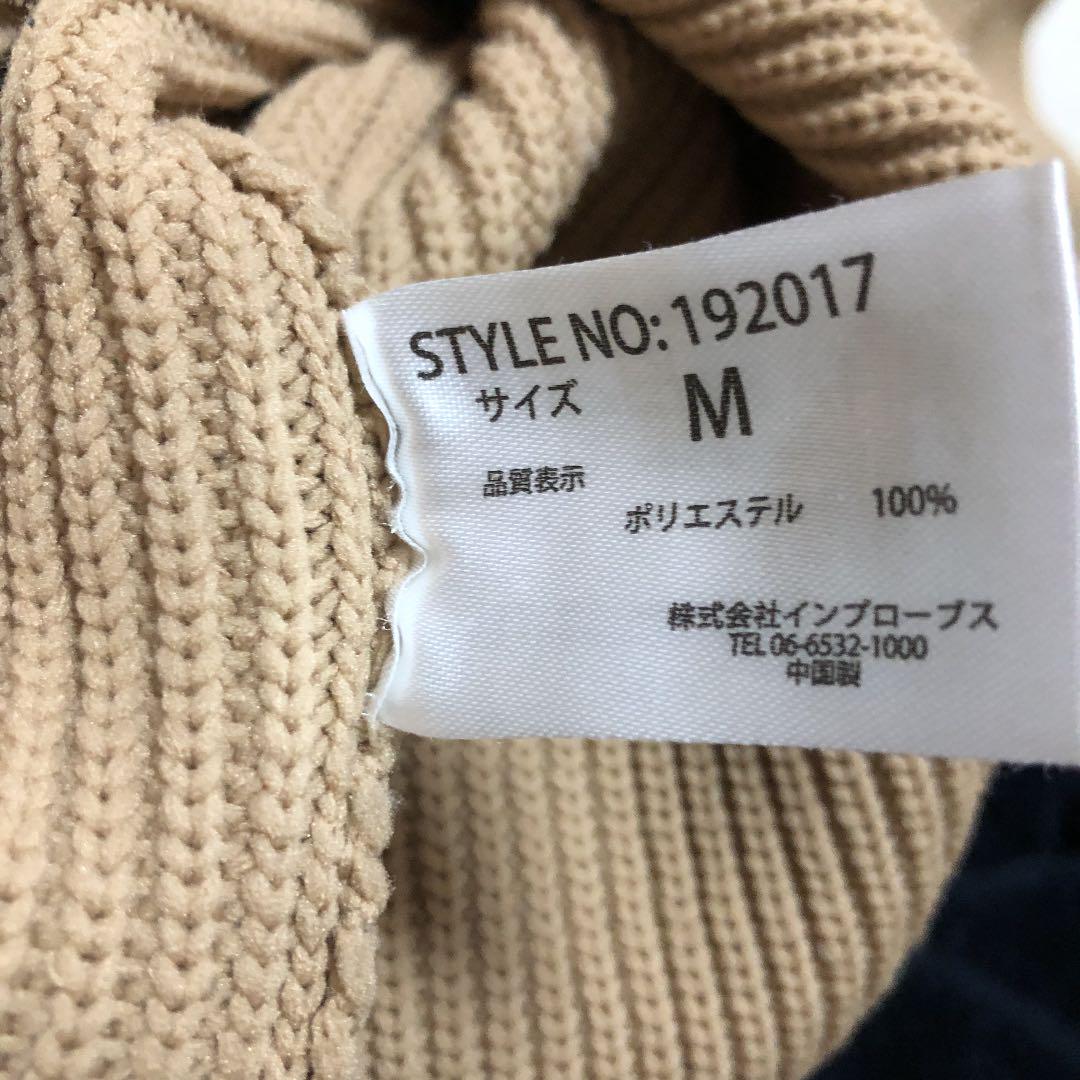 STYLE NO: 192017
サイズ M
品質表示
ポリエステル 100%
株式会社インプローブス
TEL 06-6532-1000
中国製